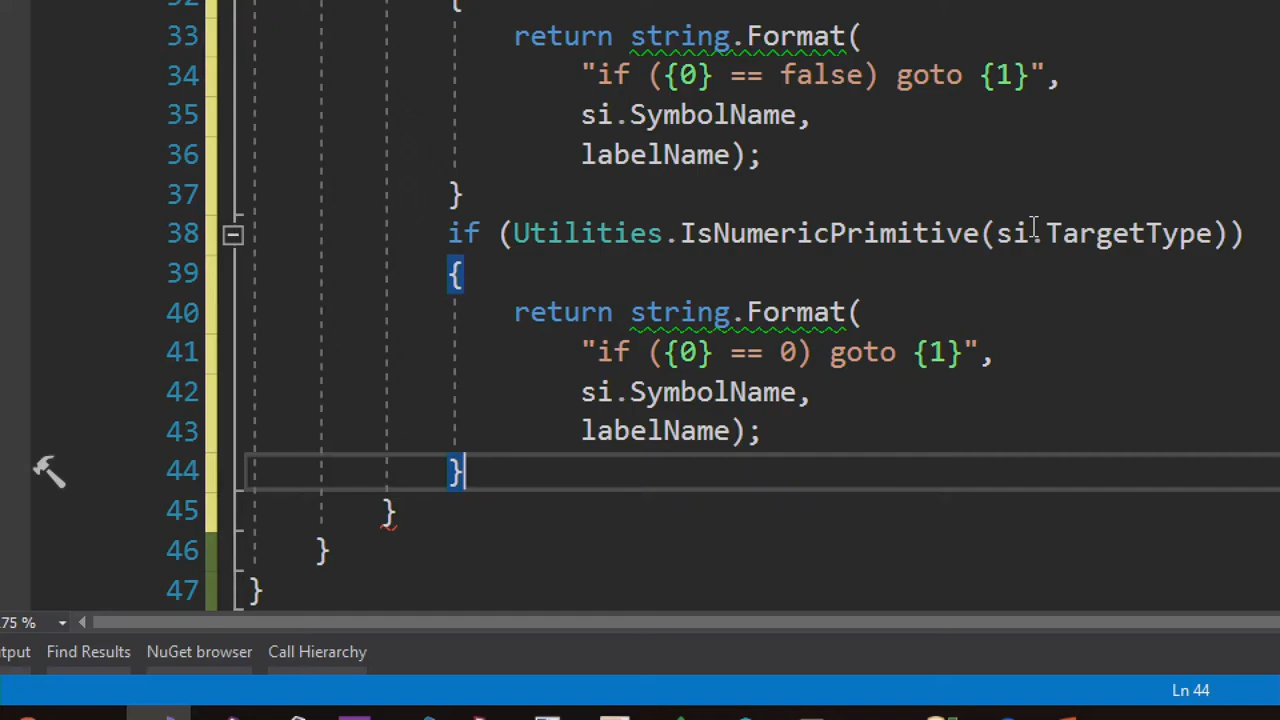 32 {
33 return string.Format(
34 "if ({0} == false) goto {1}",
35 si.SymbolName,
36 labelName);
37 }
38 if (Utilities.IsNumericPrimitive(si.TargetType))
39 {
40 return string.Format(
41 "if ({0} == 0) goto {1}",
42 si.SymbolName,
43 labelName);
44 }
45 }
46 }
47 }
75 %
tput Find Results NuGet browser Call Hierarchy
Ln 44